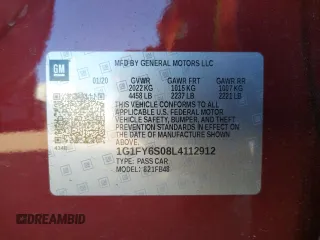 GM
MFD BY GENERAL MOTORS LLC
01/20 GVWR GAWR FRT GAWR RR
2022 KG 1015 KG 1007 KG
4458 LB 2237 LB 2221 LB
THIS VEHICLE CONFORMS TO ALL
APPLICABLE U.S. FEDERAL MOTOR
VEHICLE SAFETY, BUMPER, AND THEFT
PREVENTION STANDARDS IN EFFECT ON
THE DATE OF MANUFACTURE SHOWN
ABOVE.
1G1FY6S08L4112912
TYPE: PASS CAR
MODEL: